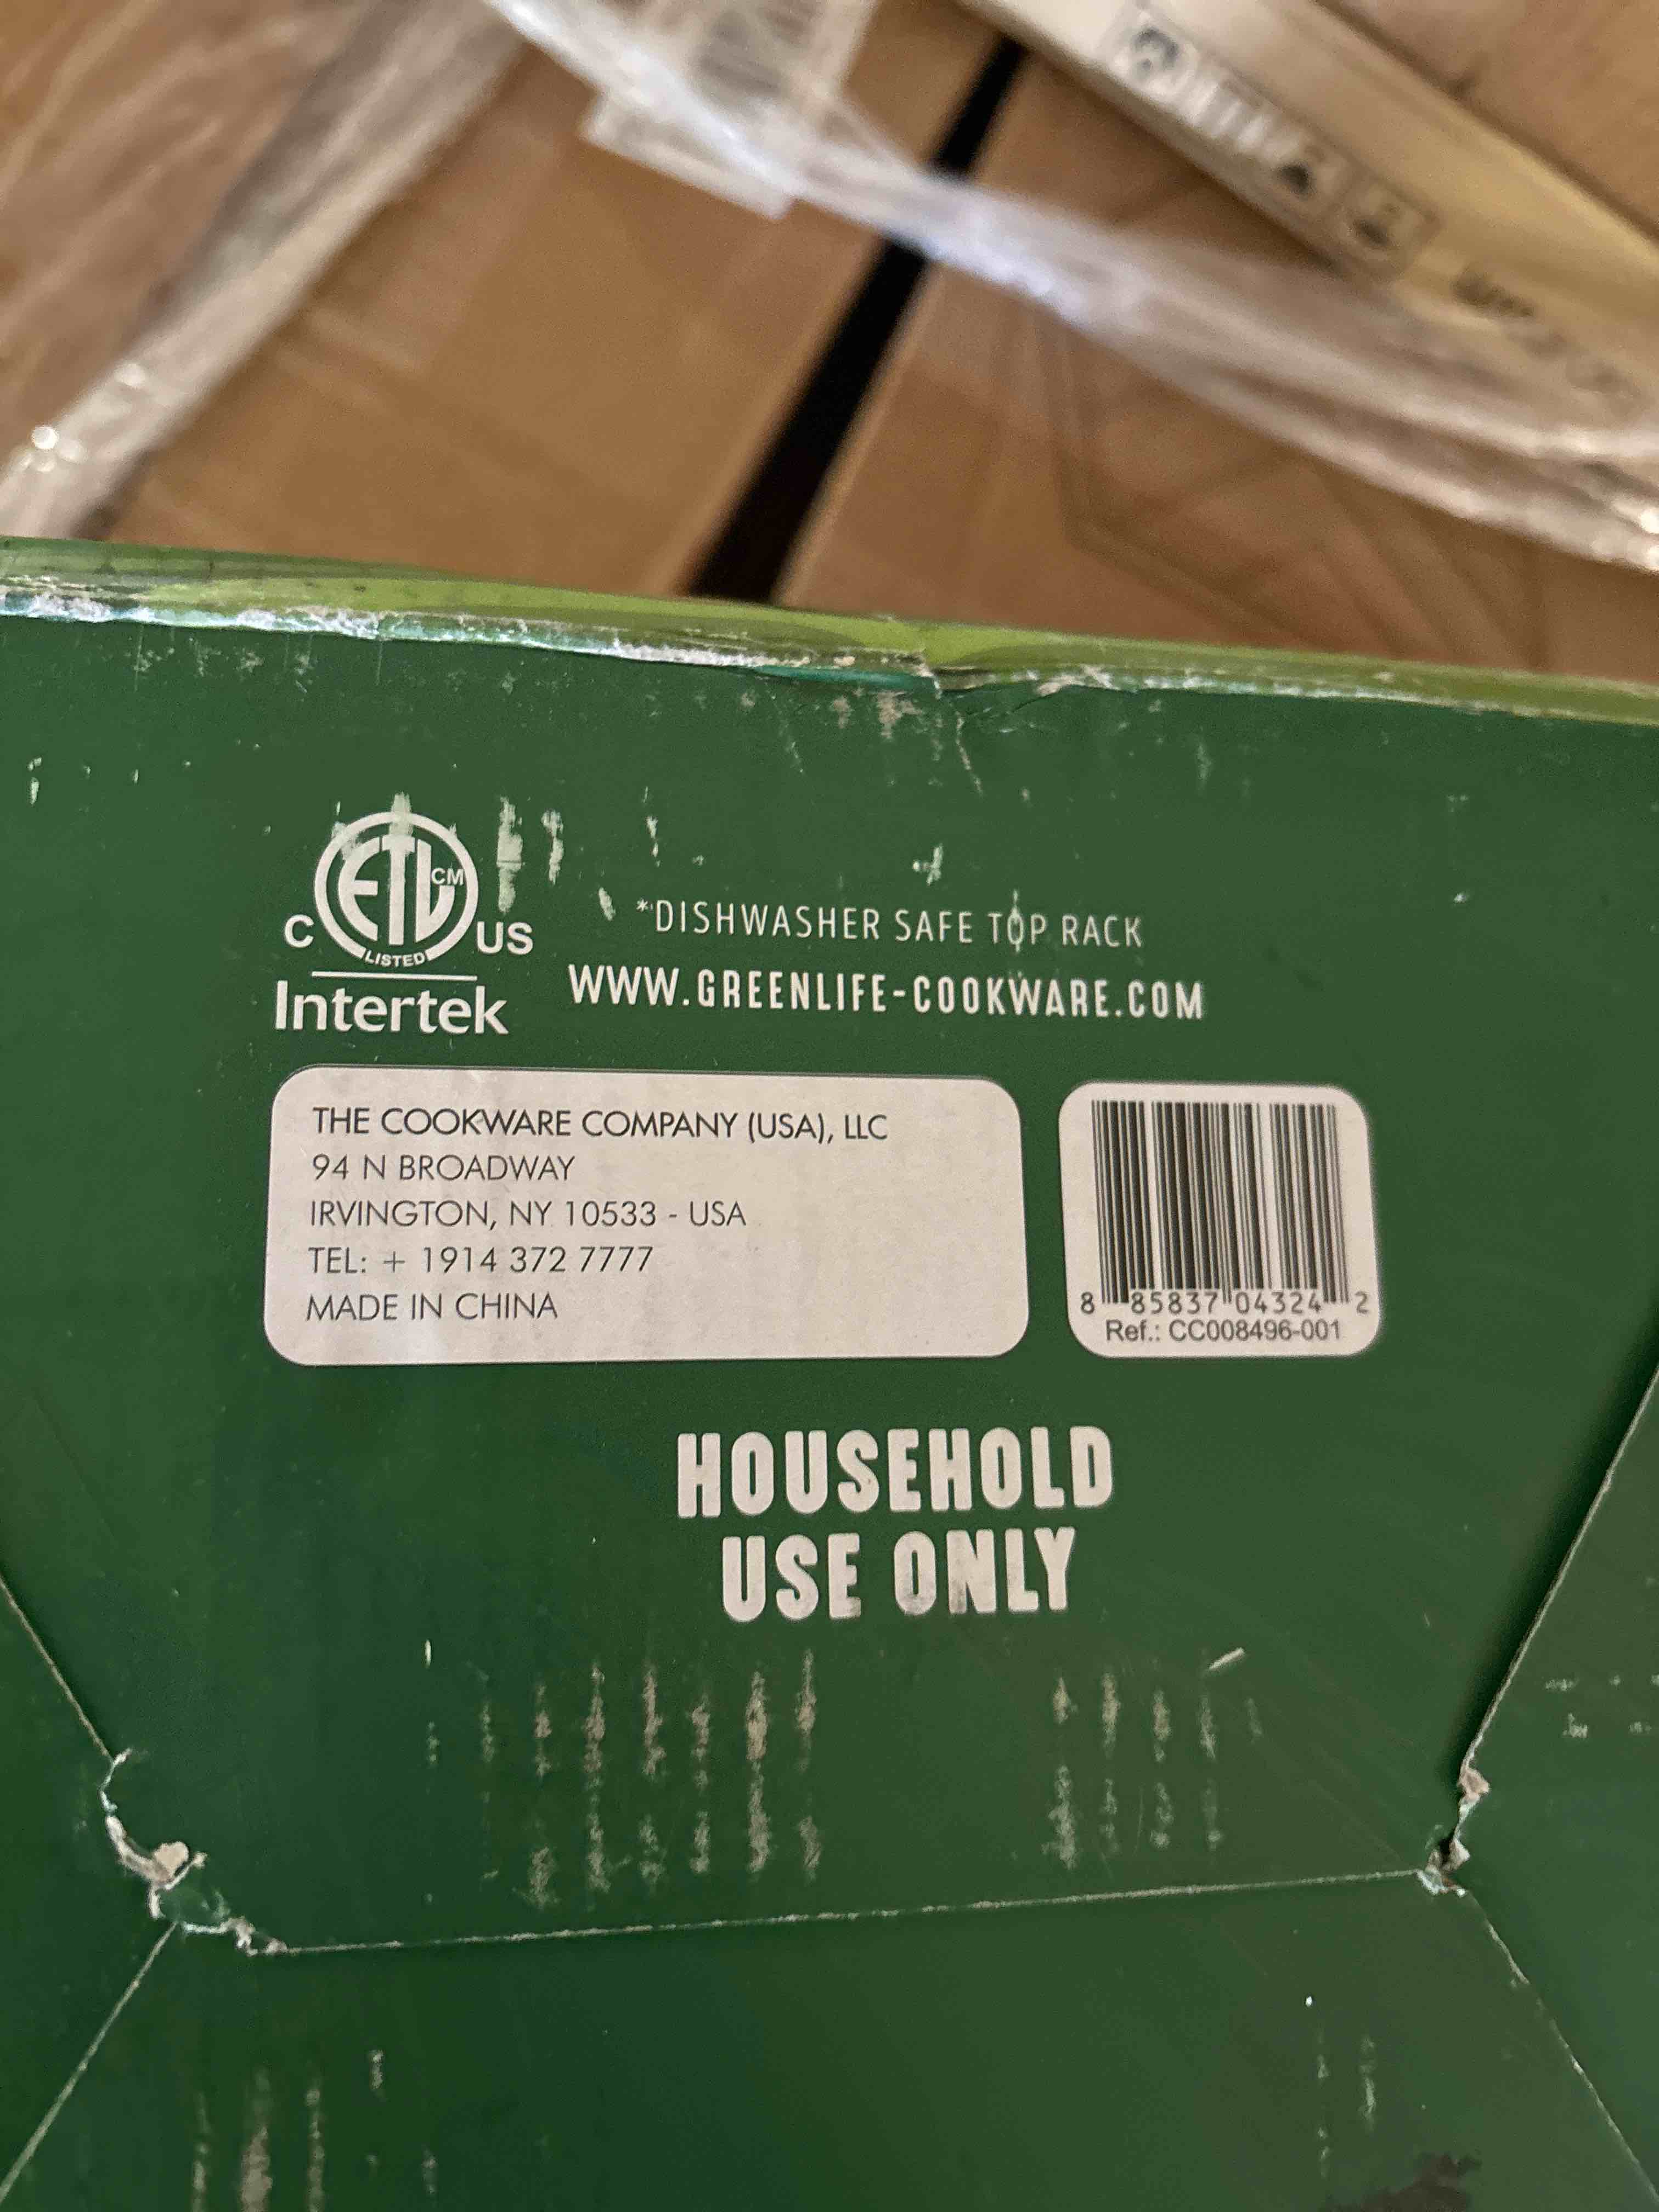 ETL CM
C US
LISTED
Intertek
*DISHWASHER SAFE TOP RACK
WWW.GREENLIFE-COOKWARE.COM
THE COOKWARE COMPANY (USA), LLC
94 N BROADWAY
IRVINGTON, NY 10533 - USA
TEL: + 1914 372 7777
MADE IN CHINA
8 85837 04324 2
Ref.: CC008496-001
HOUSEHOLD
USE ONLY